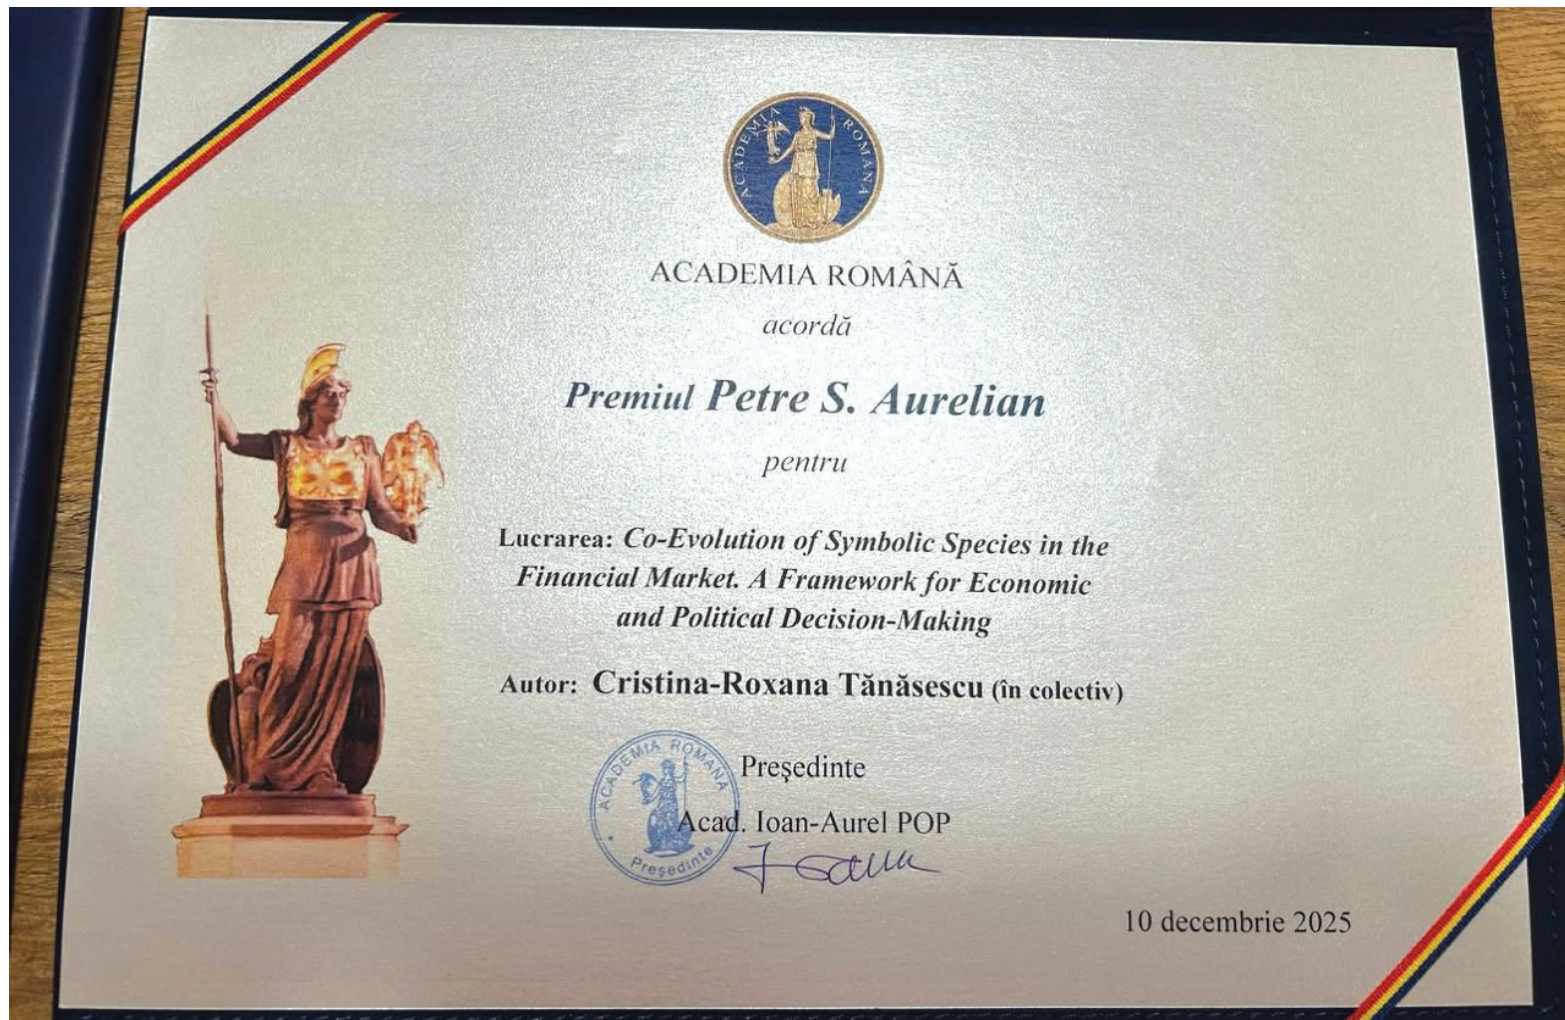 ACADEMIA ROMANA
ACADEMIA ROMÂNĂ
acordă
Premiul Petre S. Aurelian
pentru
Lucrarea: Co-Evolution of Symbolic Species in the
Financial Market. A Framework for Economic
and Political Decision-Making
Autor: Cristina-Roxana Tănăsescu (în colectiv)
ACADEMIA ROMANA
Președinte
Preşedinte
Acad. Ioan-Aurel POP
10 decembrie 2025